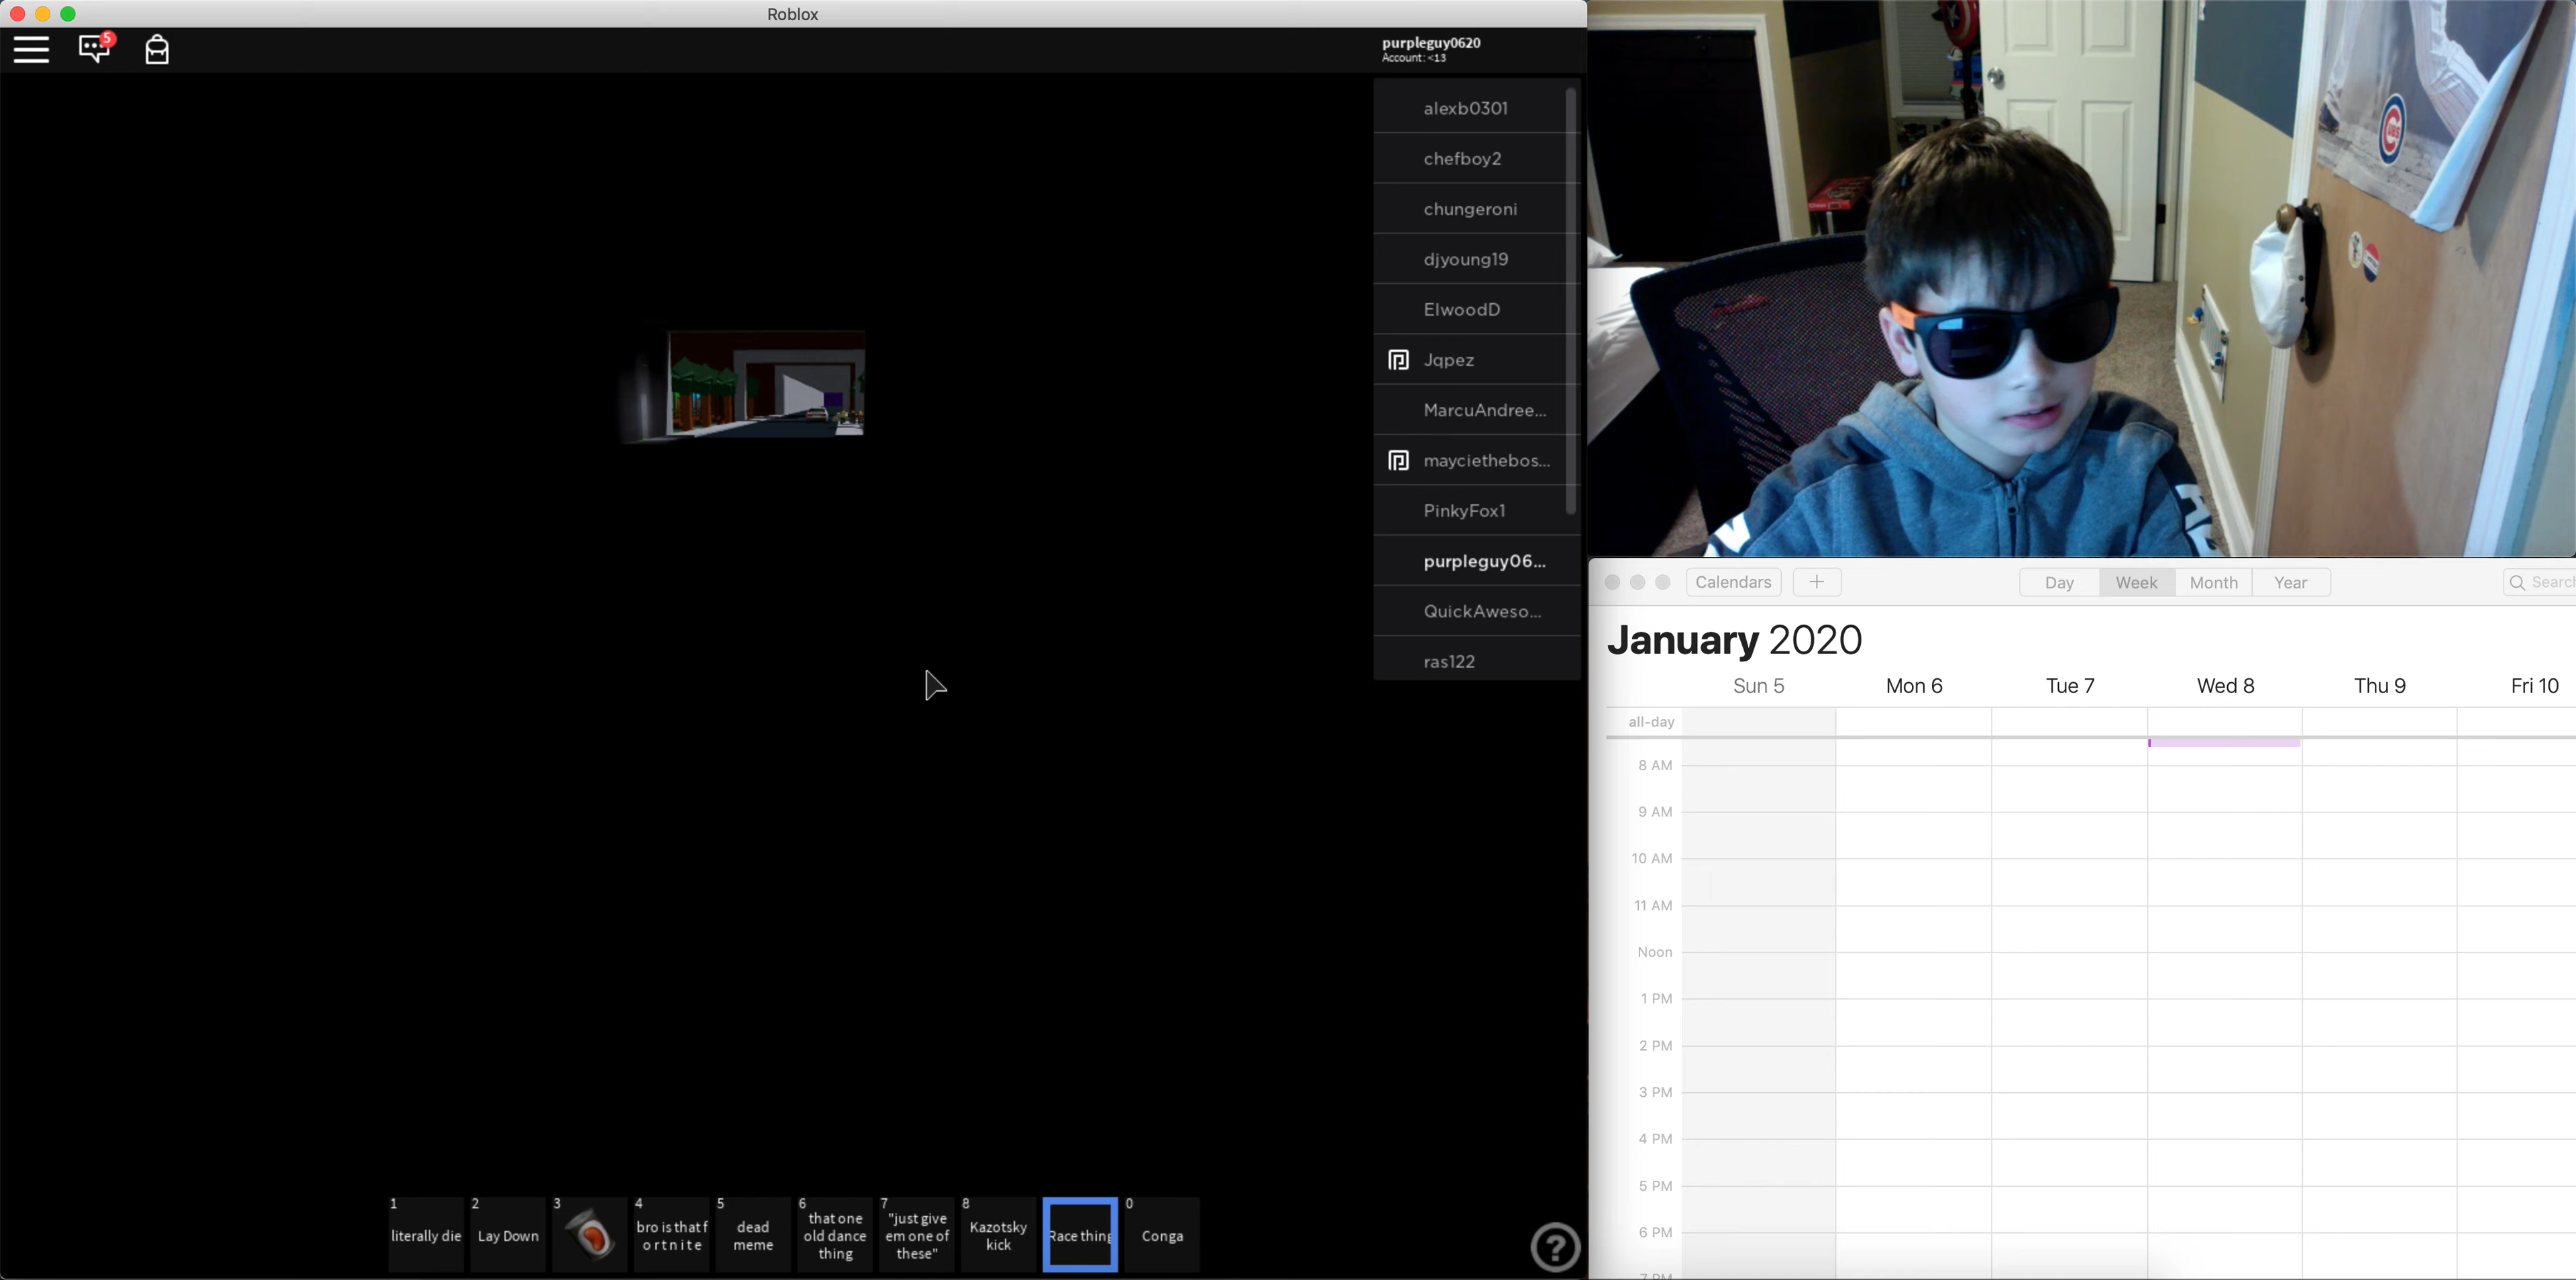 Roblox
5
purpleguy0620
Account: <13
alexb0301
chefboy2
chungeroni
djyoung19
ElwoodD
Jqpez
MarcuAndree...
mayciethebos...
PinkyFox1
purpleguy06...
QuickAweso...
ras122
1
literally die
2
Lay Down
3
4
bro is that f
o r t n i t e
5
dead
meme
6
that one
old dance
thing
7
"just give
em one of
these"
8
Kazotsky
kick
Race thing
0
Conga
?
CUBS
Calendars
+
Day
Week
Month
Year
Search
January 2020
Sun 5
Mon 6
Tue 7
Wed 8
Thu 9
Fri 10
all-day
8 AM
9 AM
10 AM
11 AM
Noon
1 PM
2 PM
3 PM
4 PM
5 PM
6 PM
7 PM